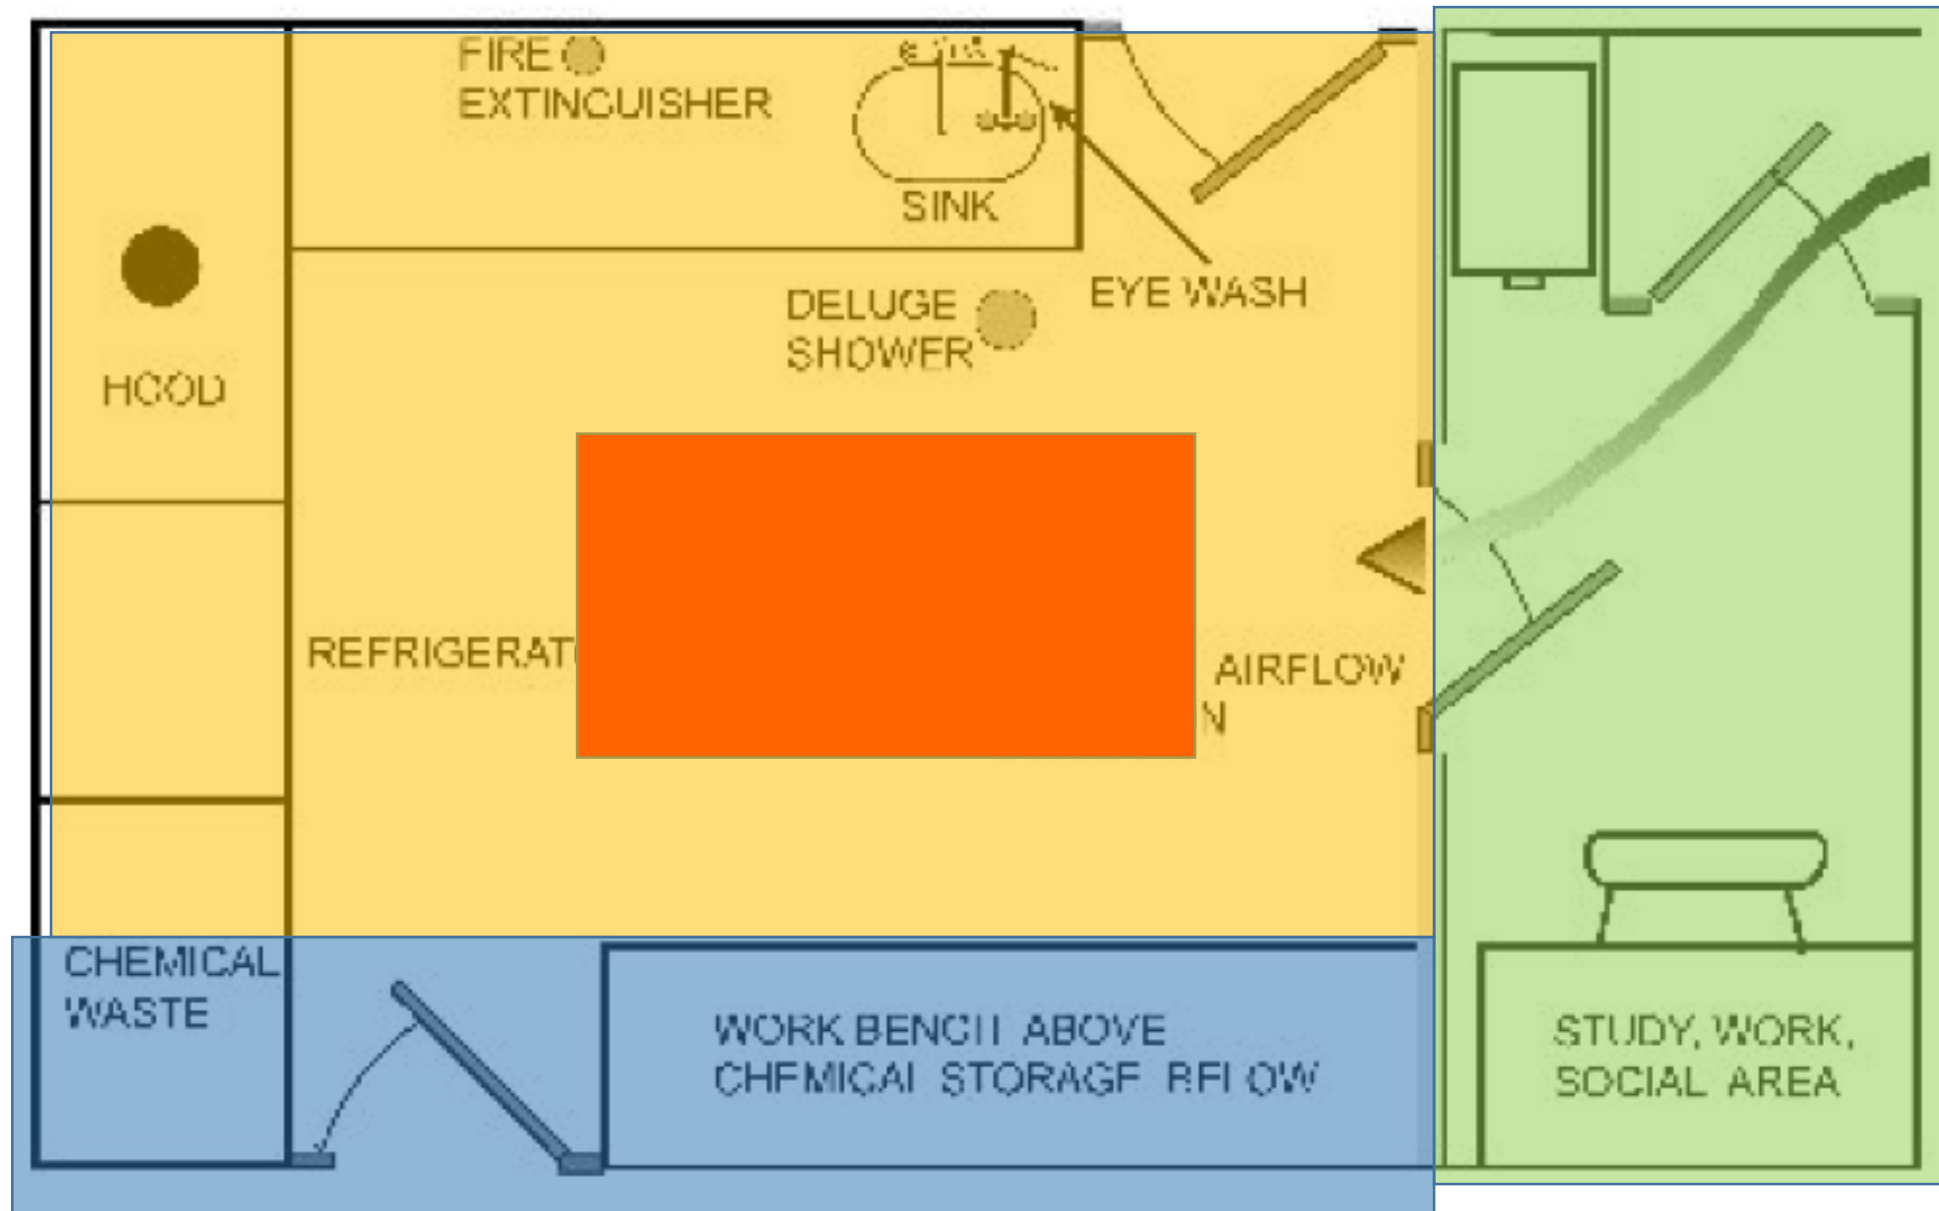 FIRE
EXTINGUISHER
SINK
EYE WASH
DELUGE
SHOWER
HOOD
REFRIGERAT
AIRFLOW
N
CHEMICAL
WASTE
WORK BENCH ABOVE
CHEMICAL STORAGE BELOW
STUDY, WORK,
SOCIAL AREA